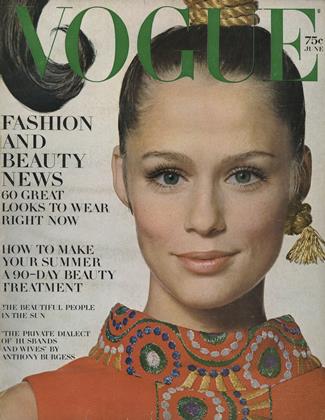 VOGUE
75¢
JUNE
FASHION
AND
BEAUTY
NEWS
60 GREAT
LOOKS TO WEAR
RIGHT NOW
HOW TO MAKE
YOUR SUMMER
A 90-DAY BEAUTY
TREATMENT
THE BEAUTIFUL PEOPLE
IN THE SUN
"THE PRIVATE DIALECT
OF HUSBANDS
AND WIVES" BY
ANTHONY BURGESS